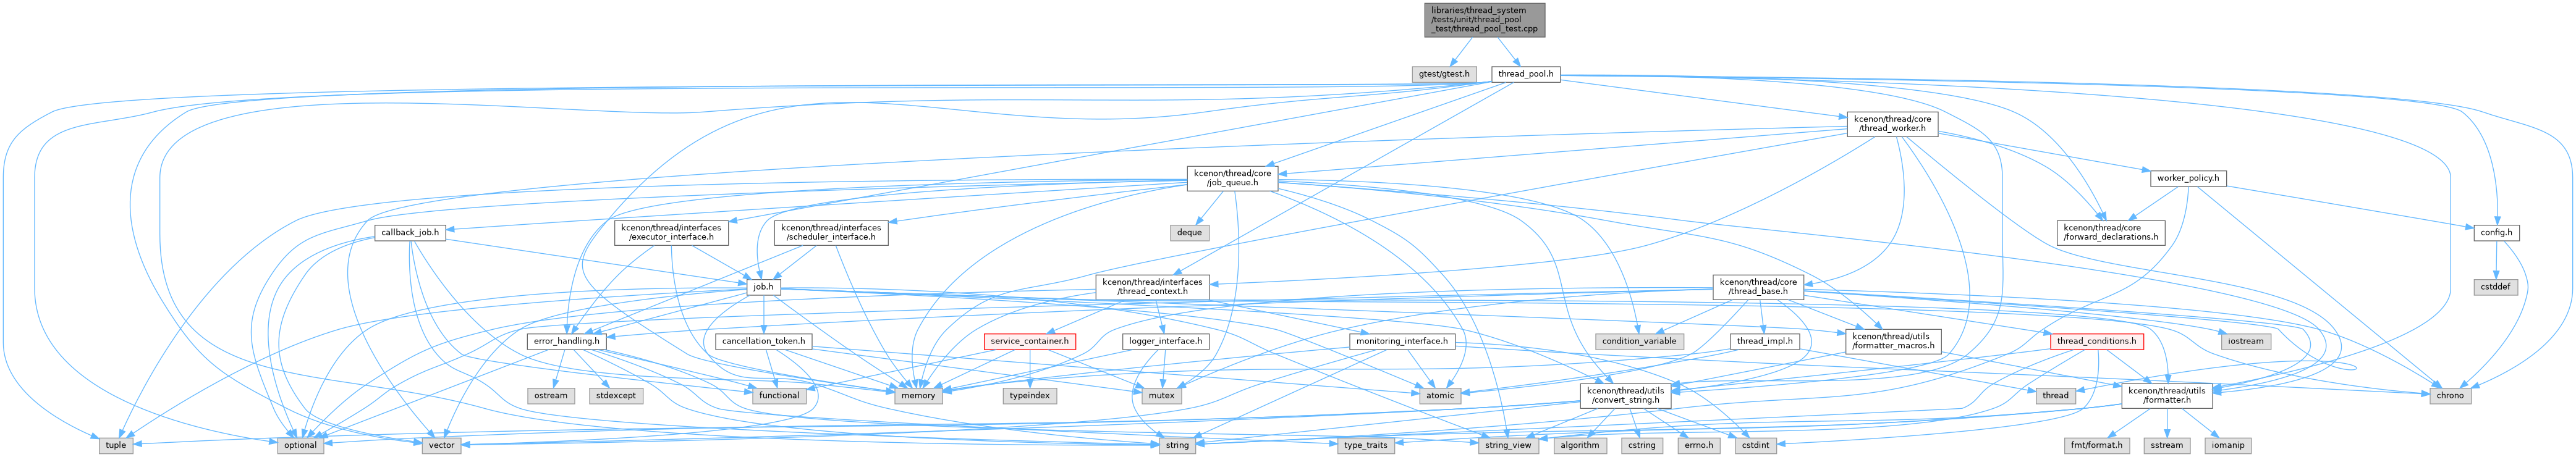 libraries/thread_system
/tests/unit/thread_pool
_test/thread_pool_test.cpp
gtest/gtest.h
thread_pool.h
kcenon/thread/core
/thread_worker.h
kcenon/thread/core
/job_queue.h
worker_policy.h
callback_job.h
kcenon/thread/interfaces
/executor_interface.h
kcenon/thread/interfaces
/scheduler_interface.h
deque
kcenon/thread/core
/forward_declarations.h
config.h
job.h
kcenon/thread/interfaces
/thread_context.h
kcenon/thread/core
/thread_base.h
cstddef
error_handling.h
cancellation_token.h
service_container.h
logger_interface.h
monitoring_interface.h
condition_variable
thread_impl.h
kcenon/thread/utils
/formatter_macros.h
thread_conditions.h
iostream
ostream
stdexcept
functional
memory
typeindex
mutex
atomic
kcenon/thread/utils
/convert_string.h
thread
kcenon/thread/utils
/formatter.h
chrono
tuple
optional
vector
string
type_traits
string_view
algorithm
cstring
errno.h
cstdint
fmt/format.h
sstream
iomanip